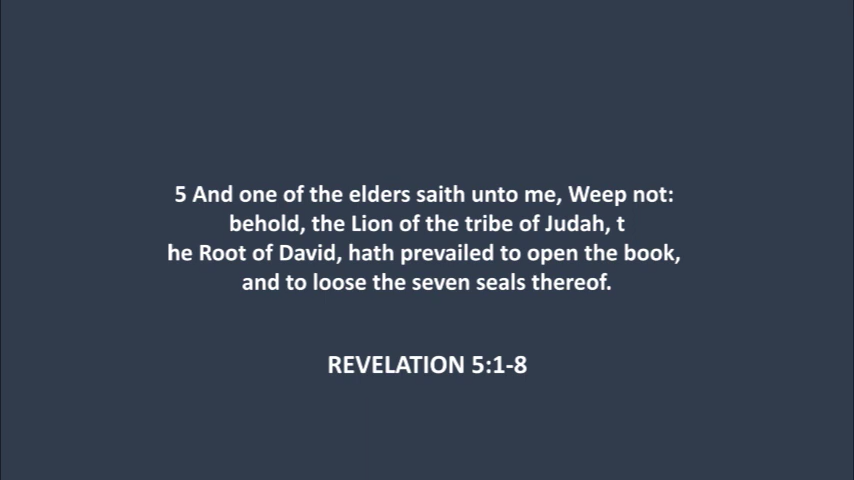 5 And one of the elders saith unto me, Weep not:
behold, the Lion of the tribe of Judah, t
he Root of David, hath prevailed to open the book,
and to loose the seven seals thereof.
REVELATION 5:1-8